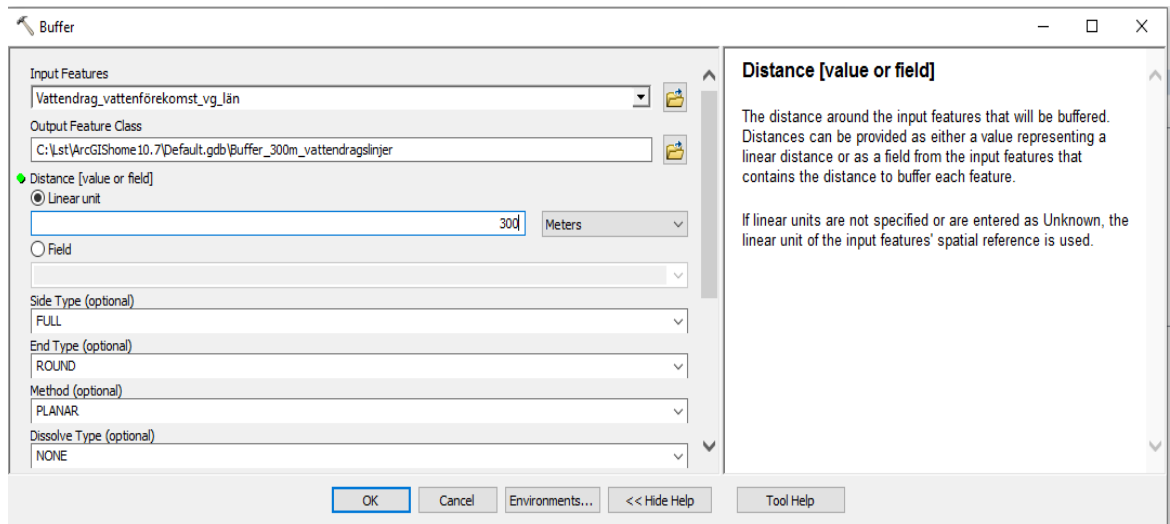 Buffer
Input Features
Vattendrag_vattenförekomst_vg_län
Output Feature Class
C:\Lst\ArcGIShome10.7\Default.gdb\Buffer_300m_vattendragslinjer
Distance [value or field]
Linear unit
300 Meters
Field
Side Type (optional)
FULL
End Type (optional)
ROUND
Method (optional)
PLANAR
Dissolve Type (optional)
NONE
Distance [value or field]
The distance around the input features that will be buffered.
Distances can be provided as either a value representing a
linear distance or as a field from the input features that
contains the distance to buffer each feature.
If linear units are not specified or are entered as Unknown, the
linear unit of the input features' spatial reference is used.
OK Cancel Environments... << Hide Help Tool Help